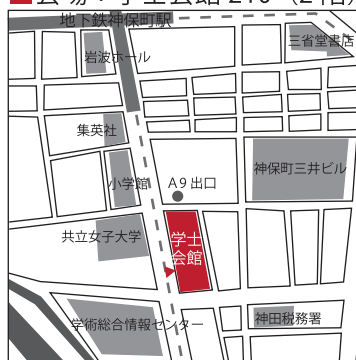 会場：学士会館 210（2階）
地下鉄神保町駅
三省堂書店
岩波ホール
集英社
神保町三井ビル
小学館
A9出口
共立女子大学
学士
会館
学術総合情報センター
神田税務署